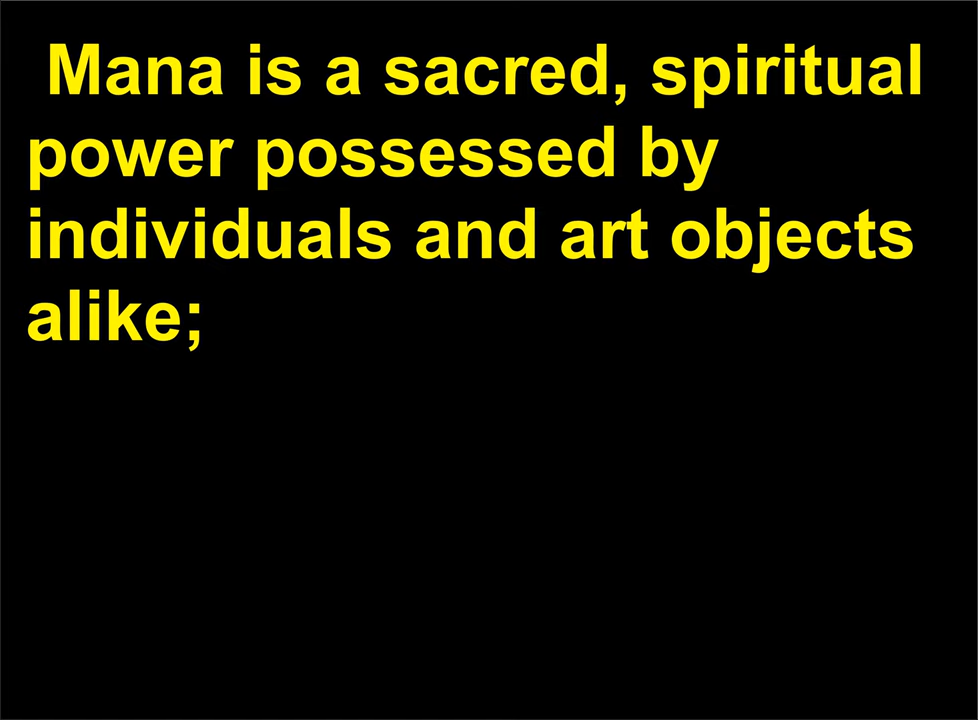 Mana is a sacred, spiritual
power possessed by
individuals and art objects
alike;